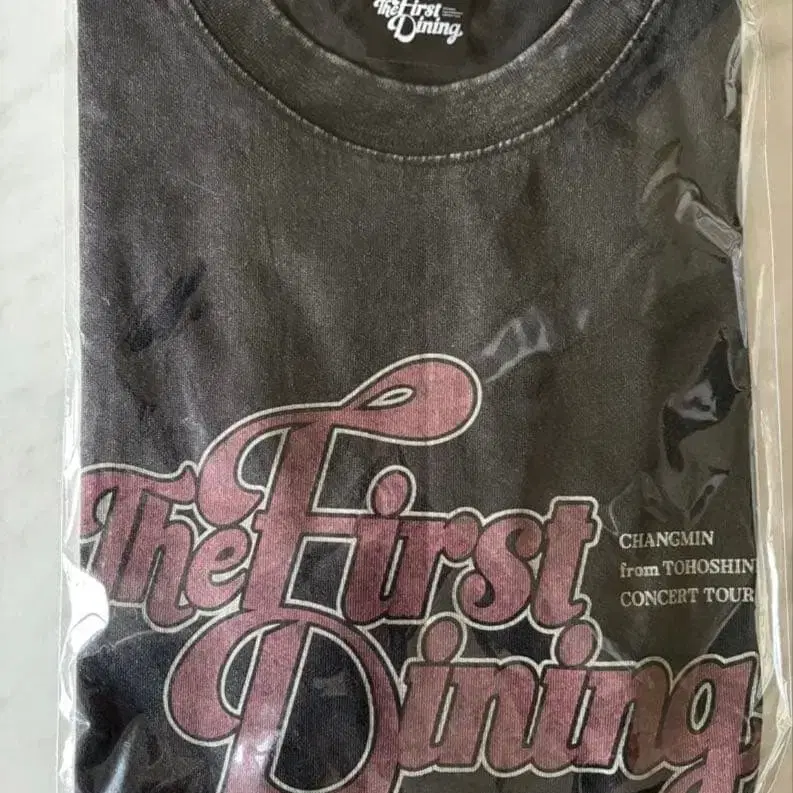 The First
Dining
The First
CHANGMIN
from TOHOSHIN
CONCERT TOUR
Dining